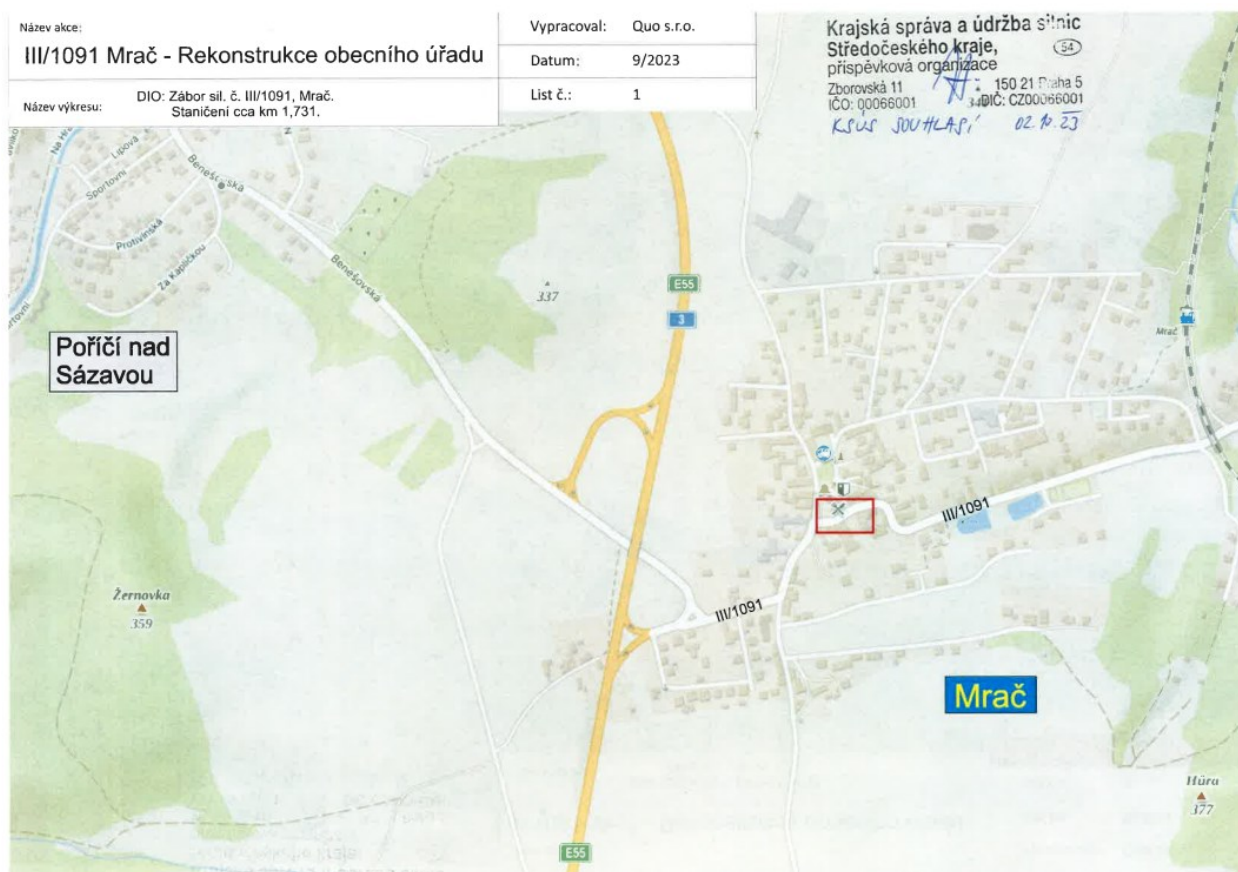 Název akce:
III/1091 Mrač - Rekonstrukce obecního úřadu
Název výkresu:
DIO: Zábor sil. č. III/1091, Mrač.
Staničení cca km 1,731.
Vypracoval: Quo s.r.o.
Datum: 9/2023
List č.: 1
Krajská správa a údržba silnic
Středočeského kraje,
54
příspěvková organizace
Zborovská 11
150 21 Praha 5
IČO: 00066001
DIČ: CZ00066001
KSÚS SOUHLASÍ 02.10.23
Na
Lipová
Sportovní
Benešovská
Protivínská
Za Kapličkou
Benešovská
337
E55
3
Mrač
Poříčí nad
Sázavou
III/1091
III/1091
Žernovka
359
Mrač
Hůra
377
E55